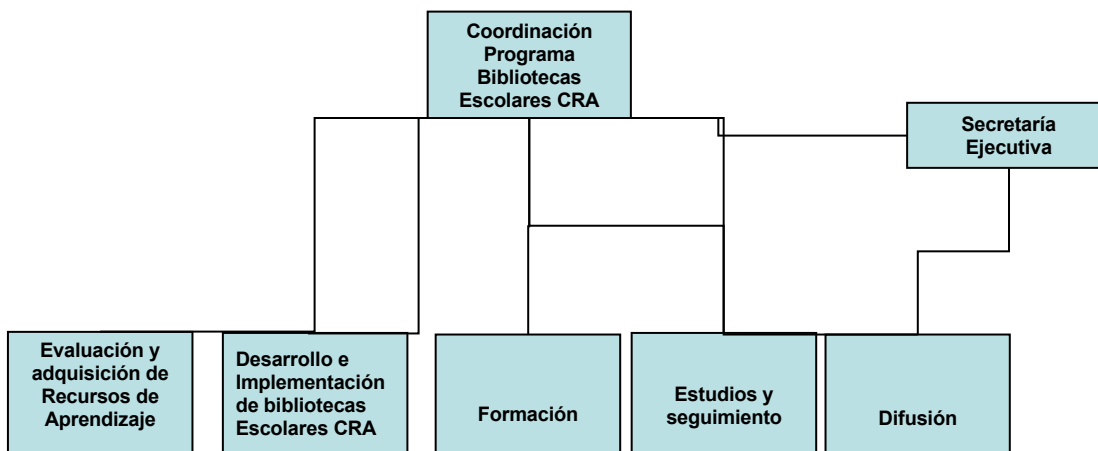 Coordinación
Programa
Bibliotecas
Escolares CRA
Secretaría
Ejecutiva
Evaluación y
adquisición de
Recursos de
Aprendizaje
Desarrollo e
Implementación
de bibliotecas
Escolares CRA
Formación
Estudios y
seguimiento
Difusión